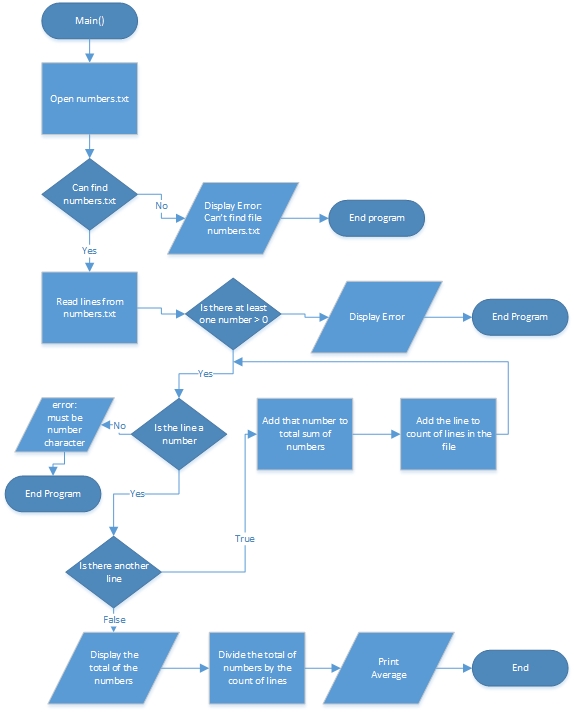 Main()
Open numbers.txt
Can find
numbers.txt
No
Display Error:
Can't find file
numbers.txt
End program
Yes
Read lines from
numbers.txt
Is there at least
one number > 0
Display Error
End Program
Yes
error:
must be
number
character
No
Is the line a
number
Add that number to
total sum of
numbers
Add the line to
count of lines in the
file
End Program
Yes
True
Is there another
line
False
Display the
total of the
numbers
Divide the total of
numbers by the
count of lines
Print
Average
End